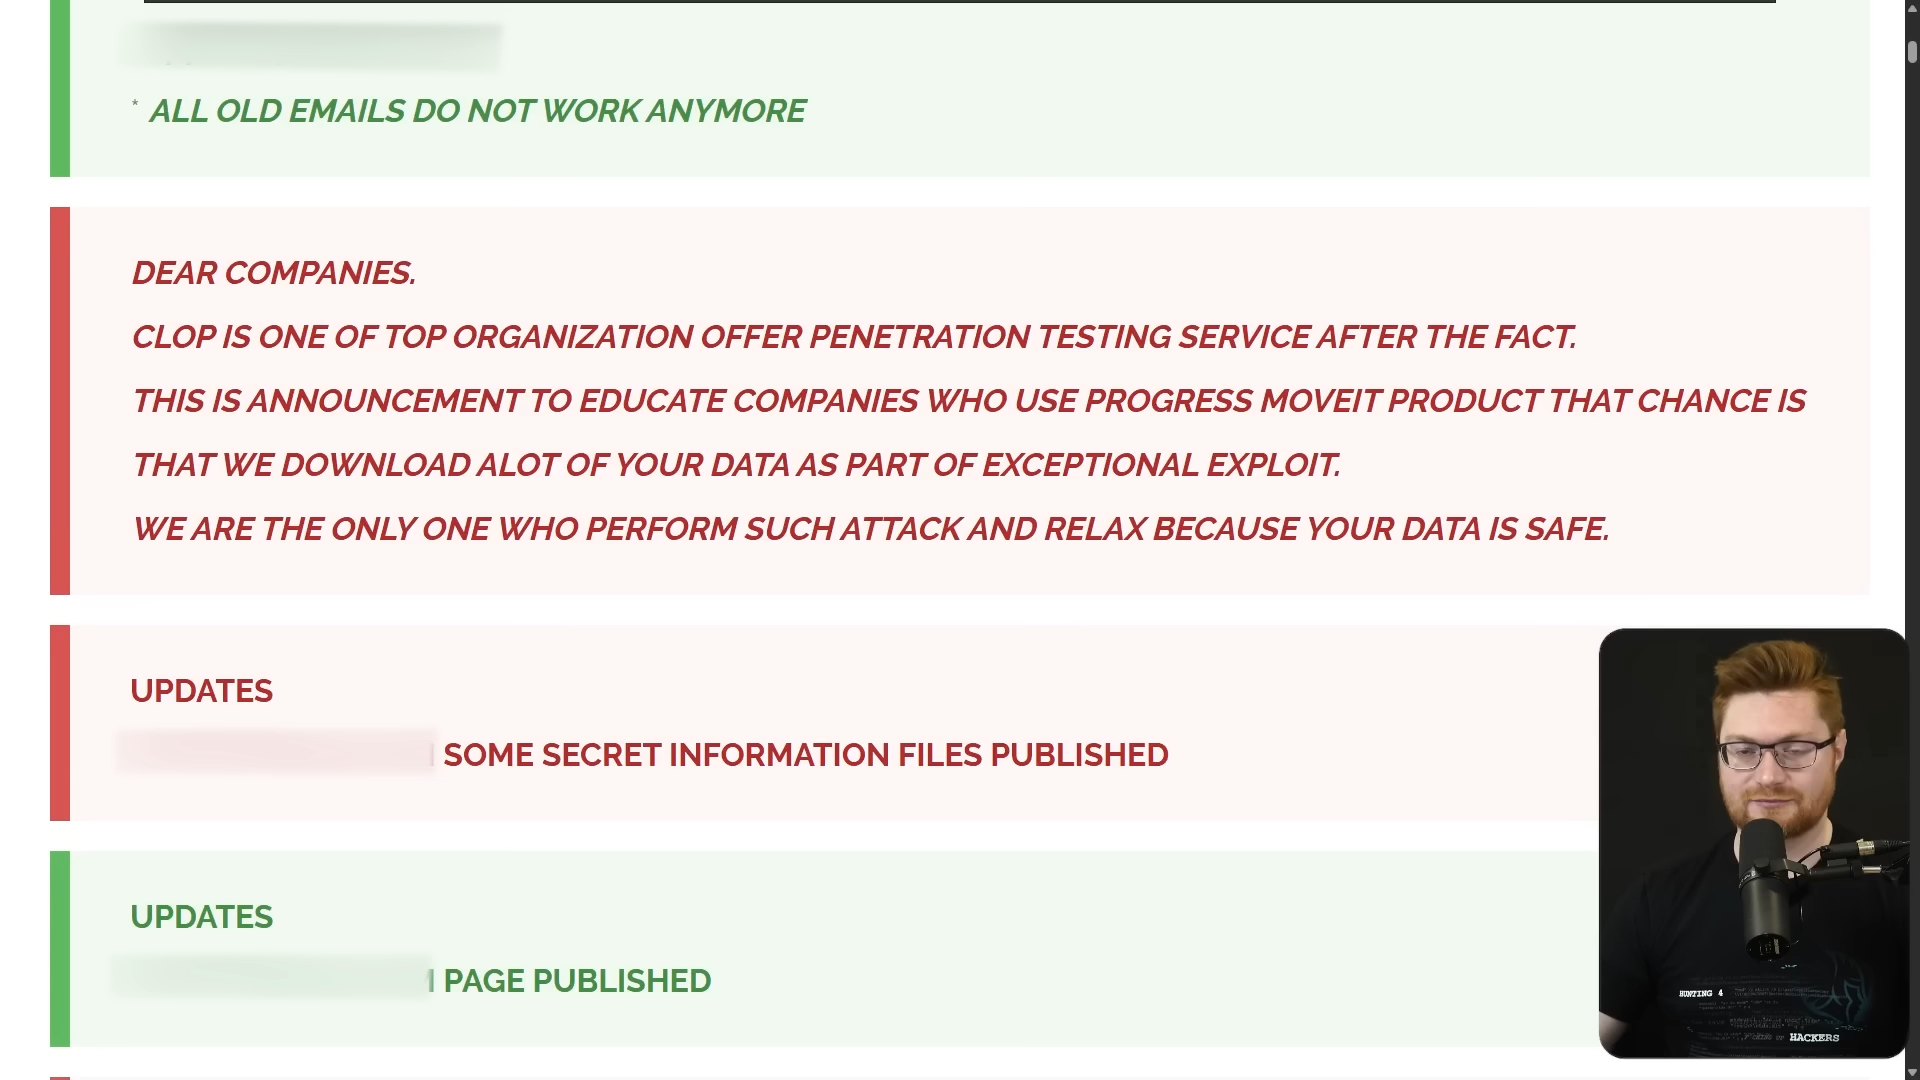 * ALL OLD EMAILS DO NOT WORK ANYMORE
DEAR COMPANIES.
CLOP IS ONE OF TOP ORGANIZATION OFFER PENETRATION TESTING SERVICE AFTER THE FACT.
THIS IS ANNOUNCEMENT TO EDUCATE COMPANIES WHO USE PROGRESS MOVEIT PRODUCT THAT CHANCE IS
THAT WE DOWNLOAD ALOT OF YOUR DATA AS PART OF EXCEPTIONAL EXPLOIT.
WE ARE THE ONLY ONE WHO PERFORM SUCH ATTACK AND RELAX BECAUSE YOUR DATA IS SAFE.
UPDATES
SOME SECRET INFORMATION FILES PUBLISHED
UPDATES
PAGE PUBLISHED
HUNTING 4
HACKERS